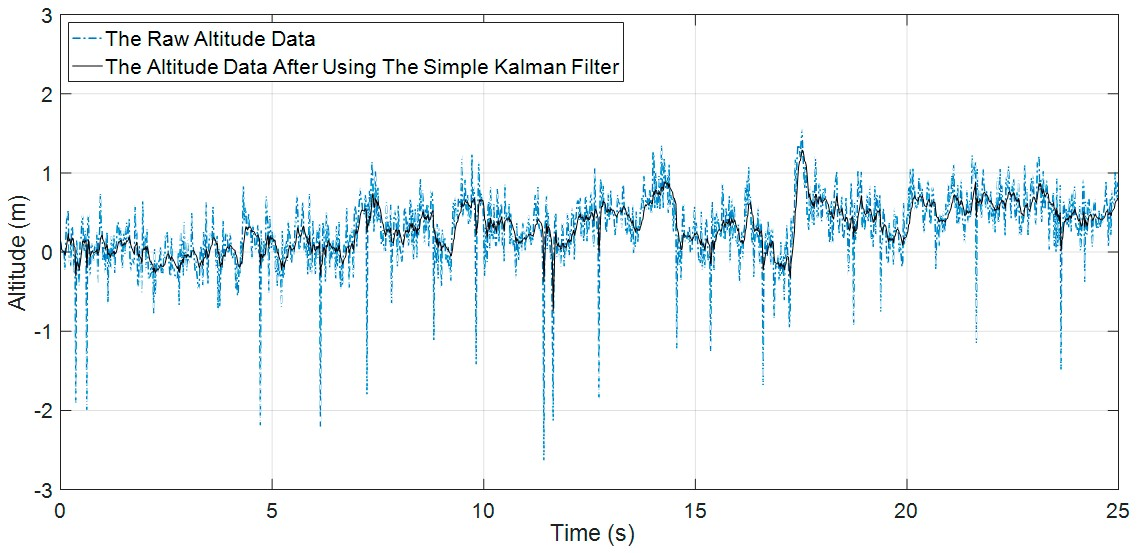 The Raw Altitude Data
The Altitude Data After Using The Simple Kalman Filter
3
2
1
0
-1
-2
-3
Altitude (m)
0 5 10 15 20 25
Time (s)